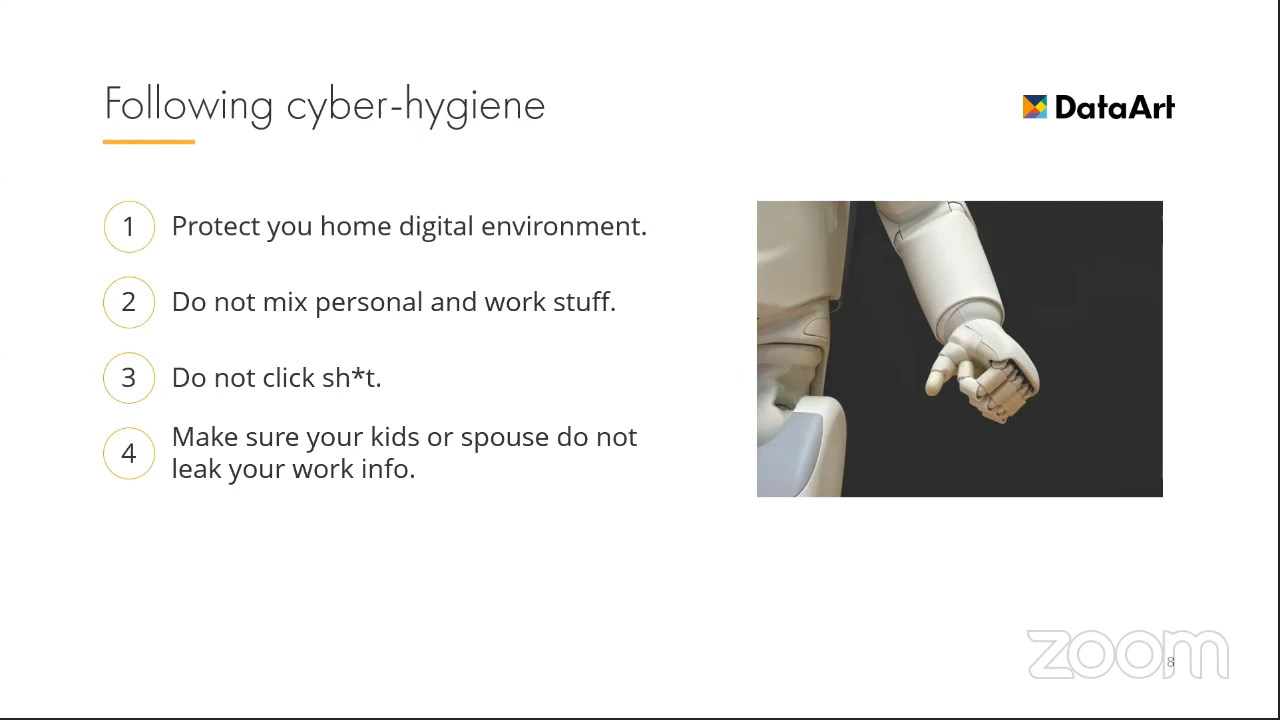 Following cyber-hygiene
DataArt
1 Protect you home digital environment.
2 Do not mix personal and work stuff.
3 Do not click sh*t.
4 Make sure your kids or spouse do not
leak your work info.
zoom
8